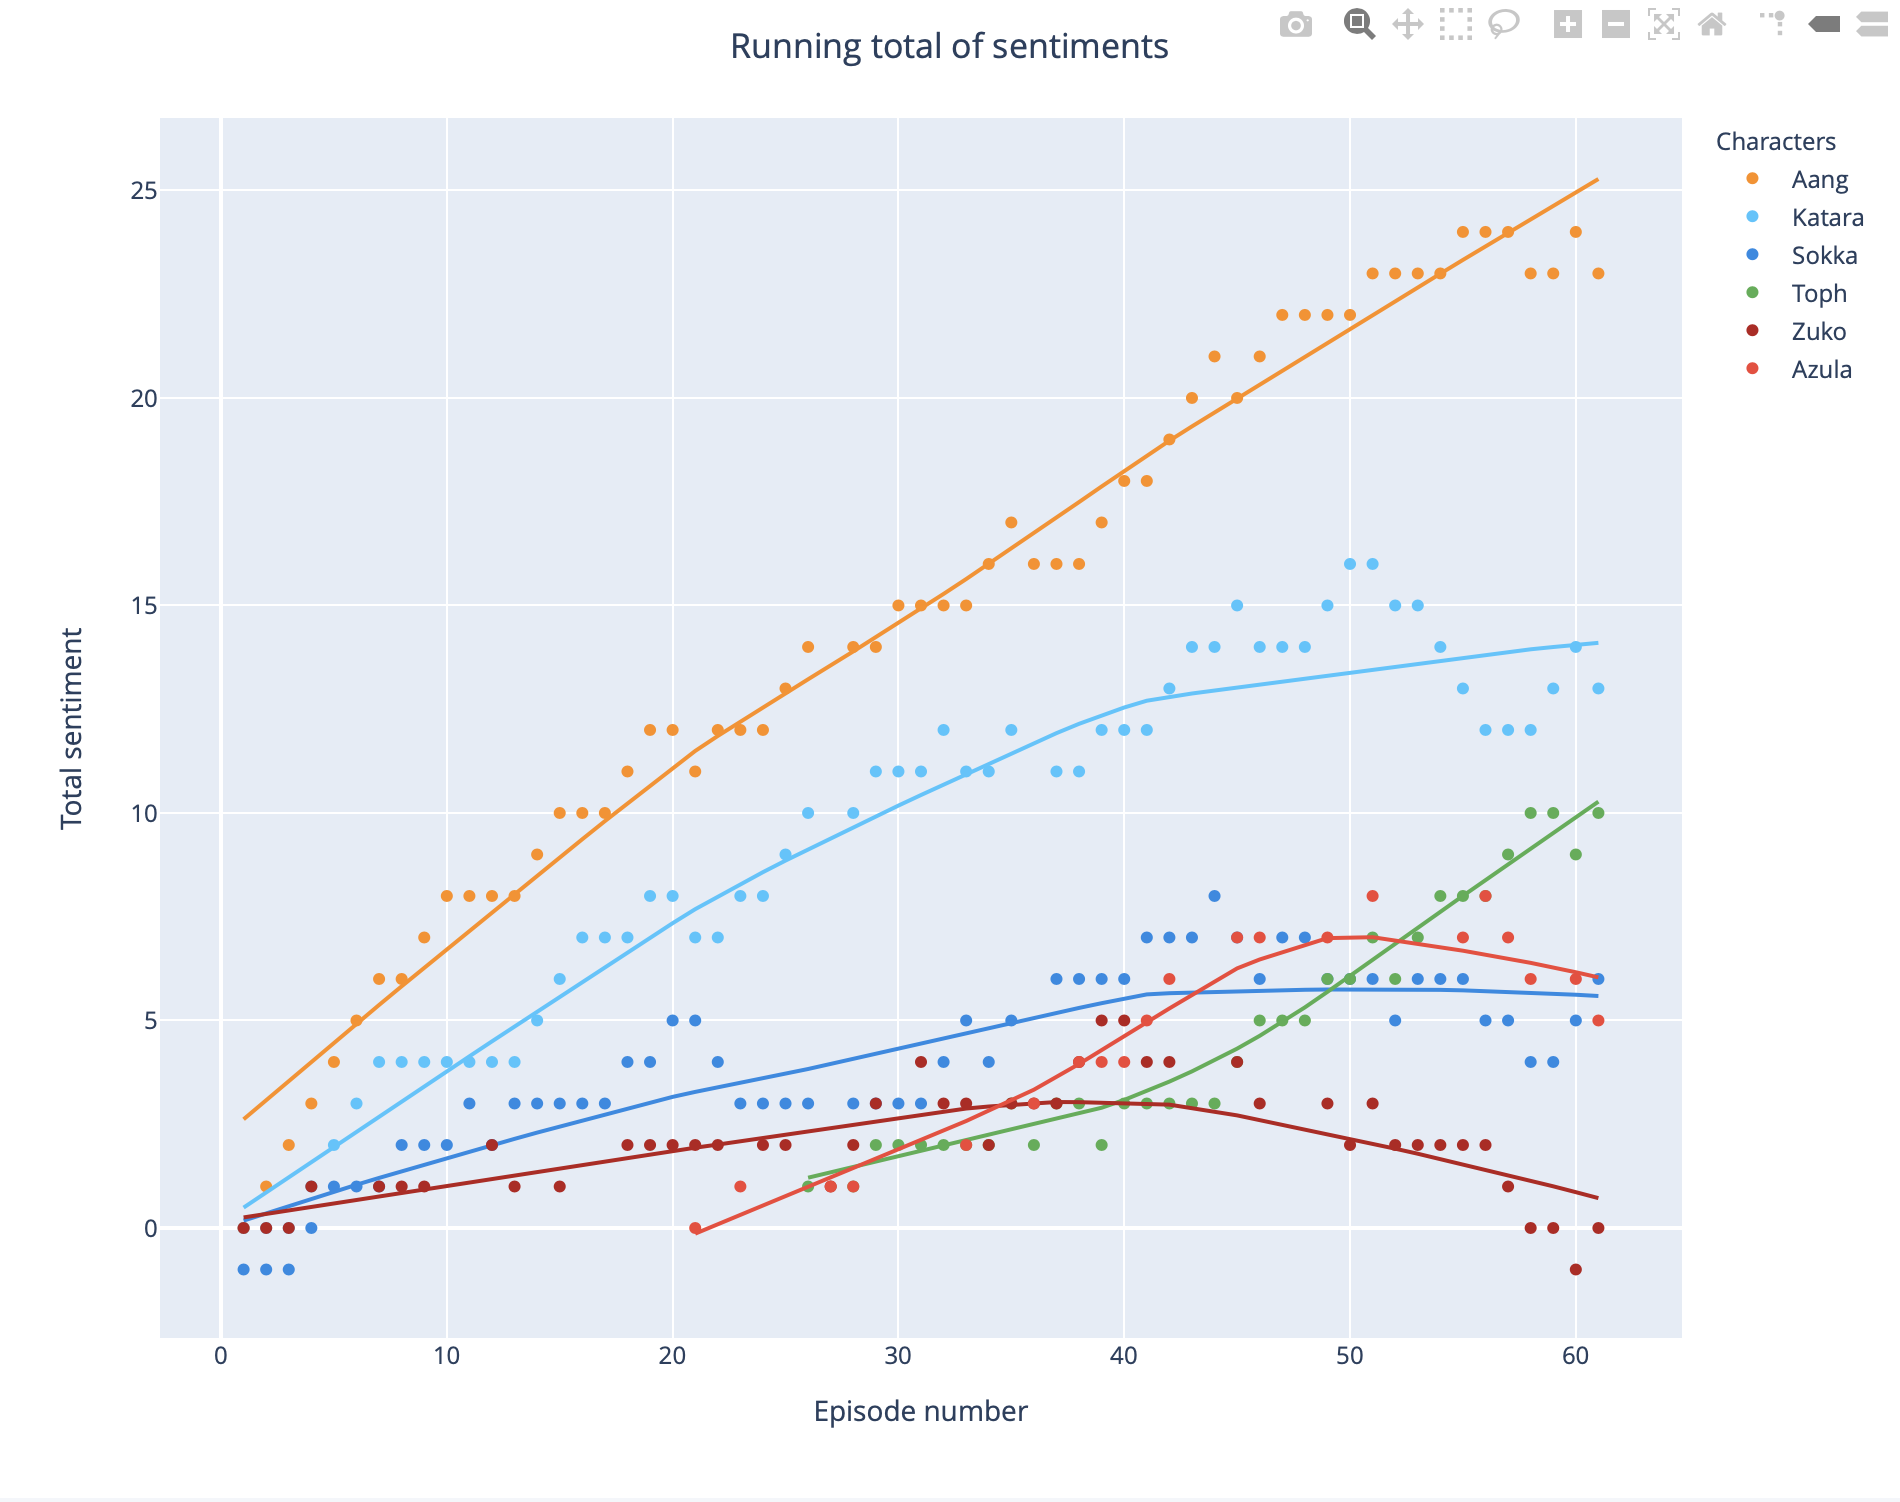 Running total of sentiments
Characters
Aang
Katara
Sokka
Toph
Zuko
Azula
25
20
15
10
5
0
Total sentiment
0 10 20 30 40 50 60
Episode number